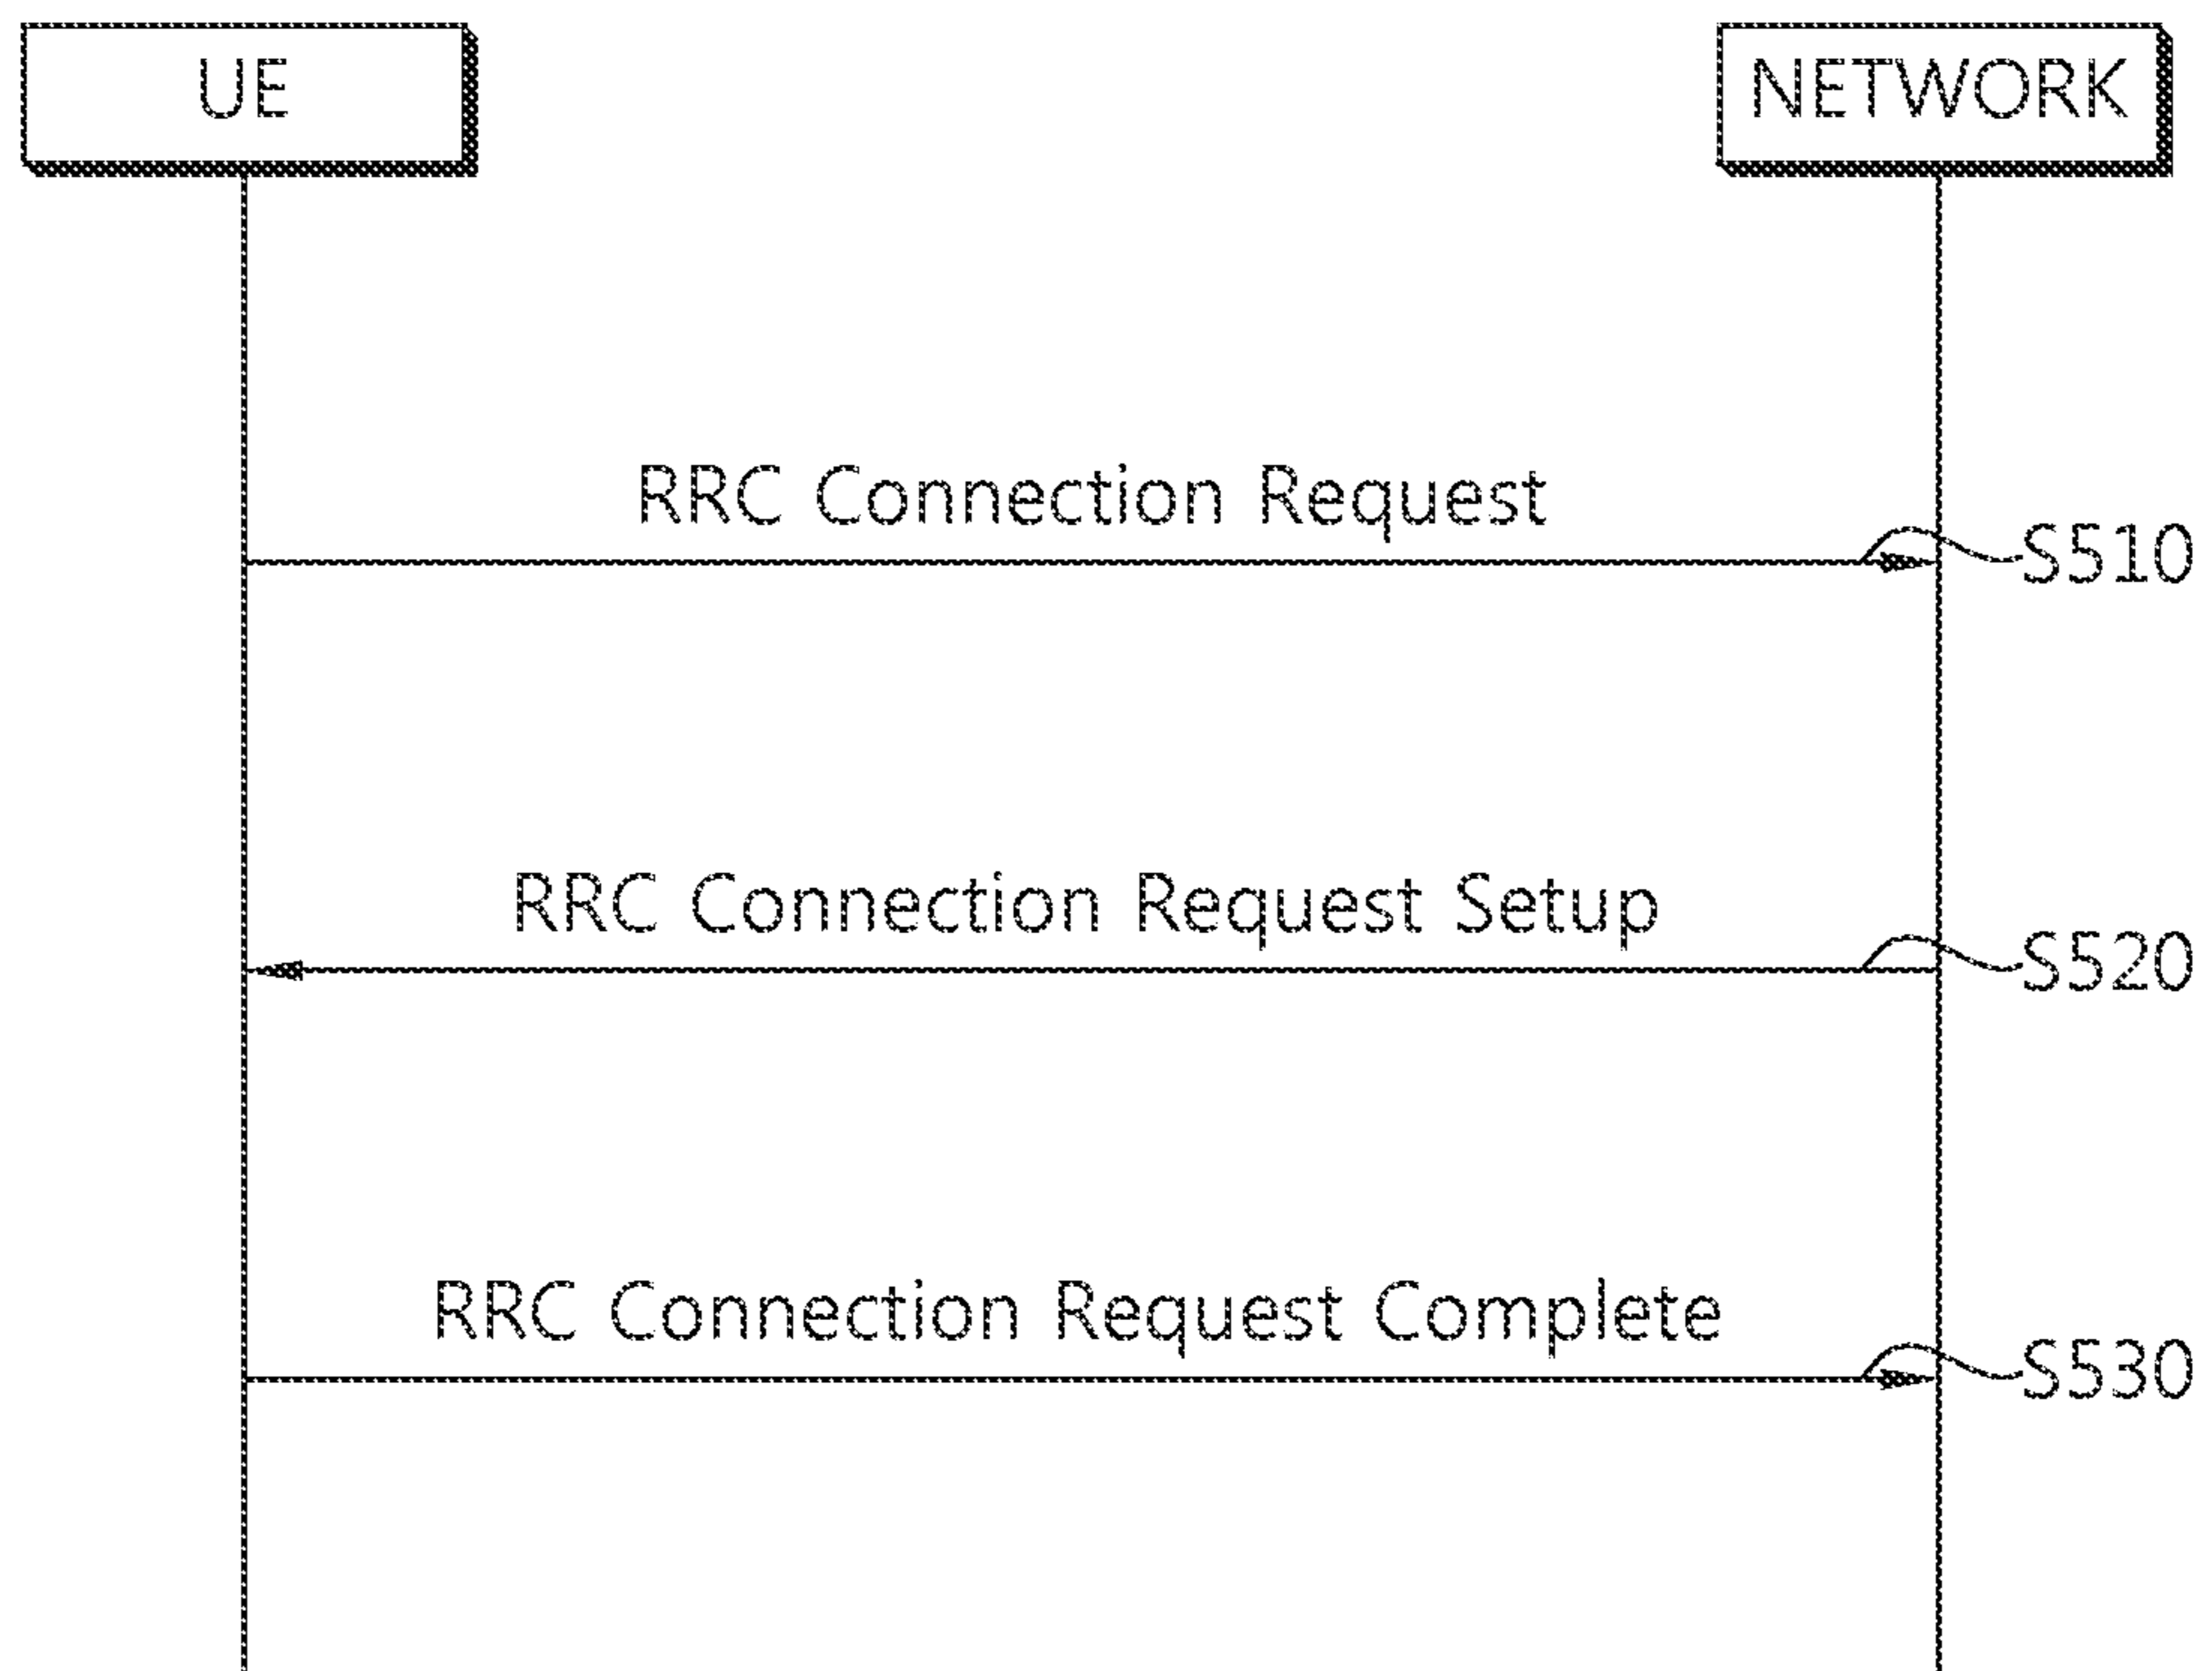 UE
NETWORK
RRC Connection Request
S510
RRC Connection Request Setup
S520
RRC Connection Request Complete
S530